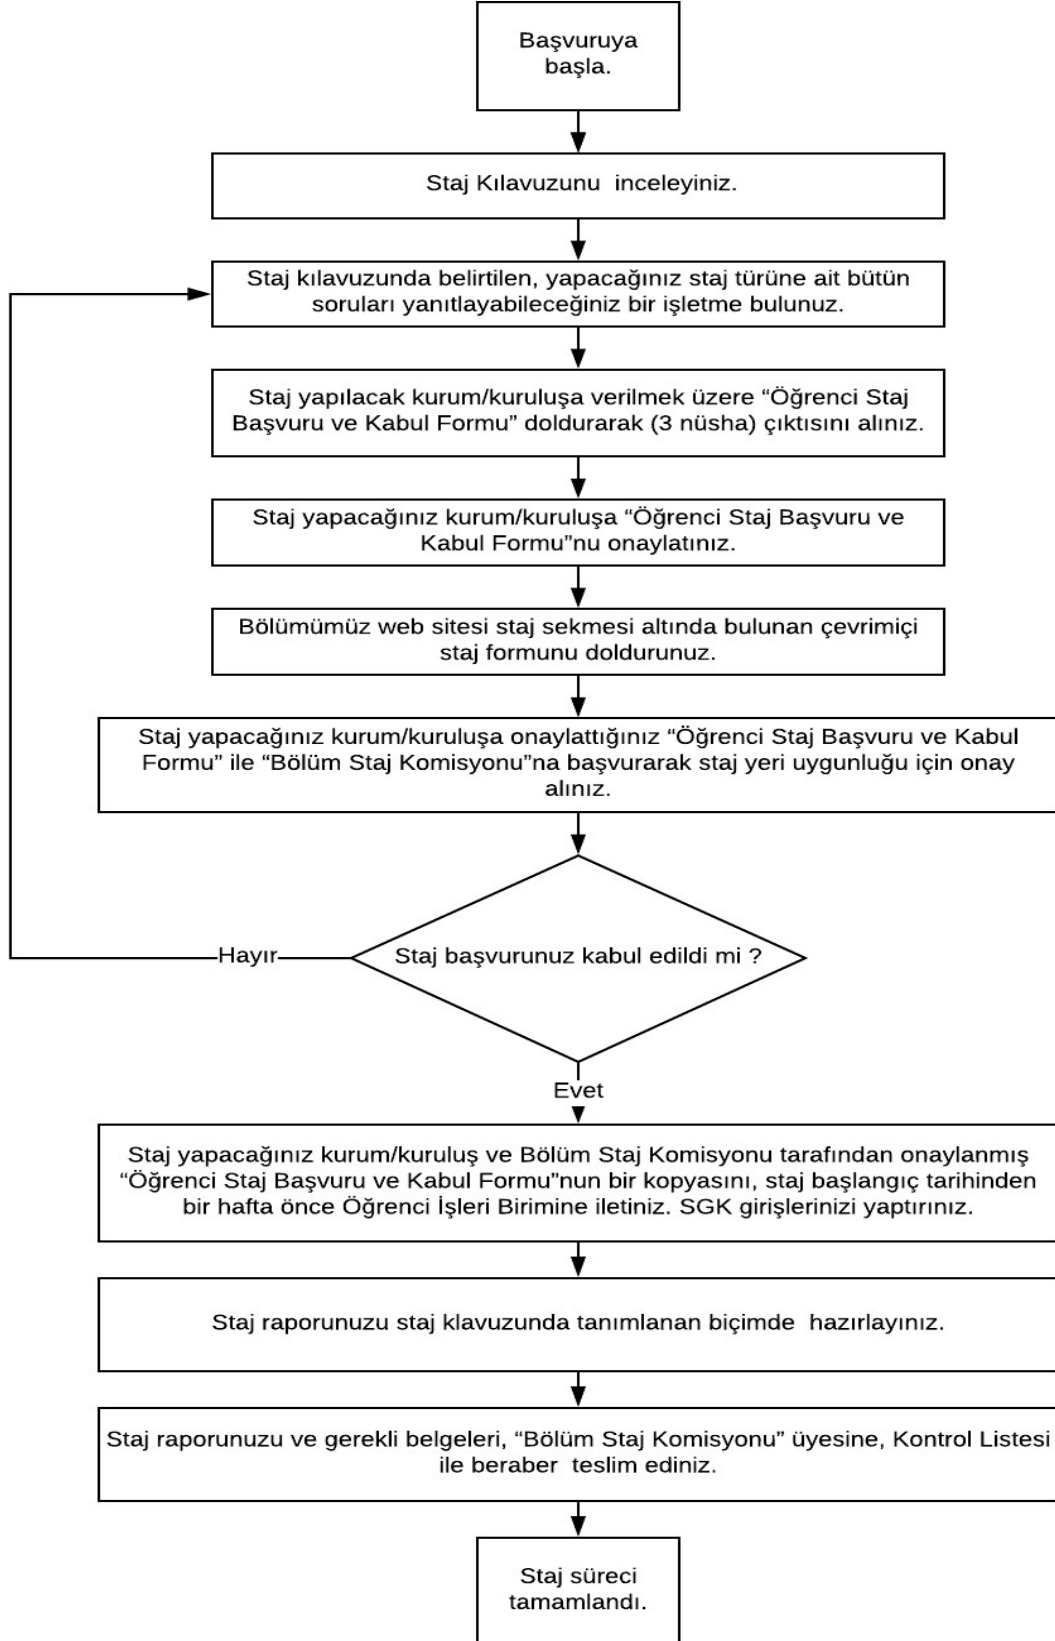 Başvuruya
başla.
Staj Kılavuzunu  inceleyiniz.
Staj kılavuzunda belirtilen, yapacağınız staj türüne ait bütün
soruları yanıtlayabileceğiniz bir işletme bulunuz.
Staj yapılacak kurum/kuruluşa verilmek üzere “Öğrenci Staj
Başvuru ve Kabul Formu” doldurarak (3 nüsha) çıktısını alınız.
Staj yapacağınız kurum/kuruluşa “Öğrenci Staj Başvuru ve
Kabul Formu”nu onaylatınız.
Bölümümüz web sitesi staj sekmesi altında bulunan çevrimiçi
staj formunu doldurunuz.
Staj yapacağınız kurum/kuruluşa onaylattığınız “Öğrenci Staj Başvuru ve Kabul
Formu” ile “Bölüm Staj Komisyonu”na başvurarak staj yeri uygunluğu için onay
alınız.
Staj başvurunuz kabul edildi mi ?
Hayır
Evet
Staj yapacağınız kurum/kuruluş ve Bölüm Staj Komisyonu tarafından onaylanmış
“Öğrenci Staj Başvuru ve Kabul Formu”nun bir kopyasını, staj başlangıç tarihinden
bir hafta önce Öğrenci İşleri Birimine iletiniz. SGK girişlerinizi yaptırınız.
Staj raporunuzu staj klavuzunda tanımlanan biçimde  hazırlayınız.
Staj raporunuzu ve gerekli belgeleri, “Bölüm Staj Komisyonu” üyesine, Kontrol Listesi
ile beraber  teslim ediniz.
Staj süreci
tamamlandı.